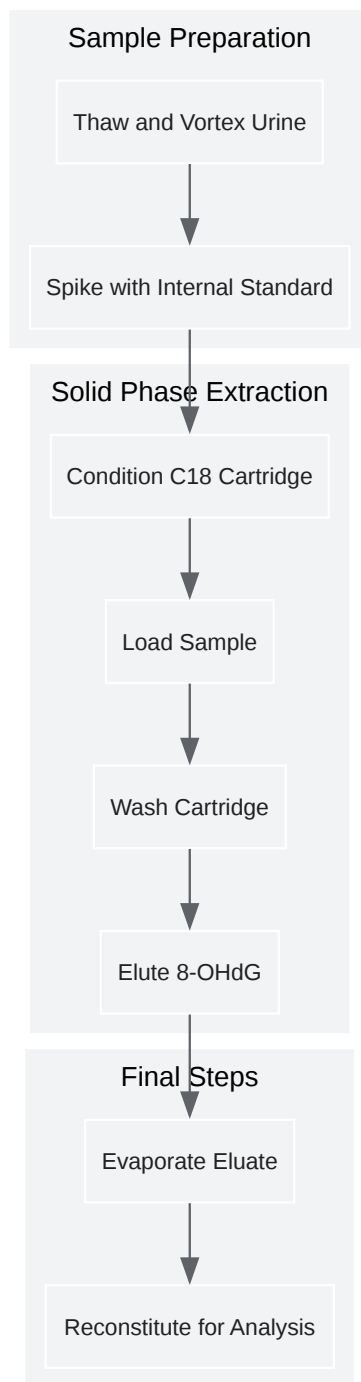 Sample Preparation
Thaw and Vortex Urine
Spike with Internal Standard
Solid Phase Extraction
Condition C18 Cartridge
Load Sample
Wash Cartridge
Elute 8-OHdG
Final Steps
Evaporate Eluate
Reconstitute for Analysis